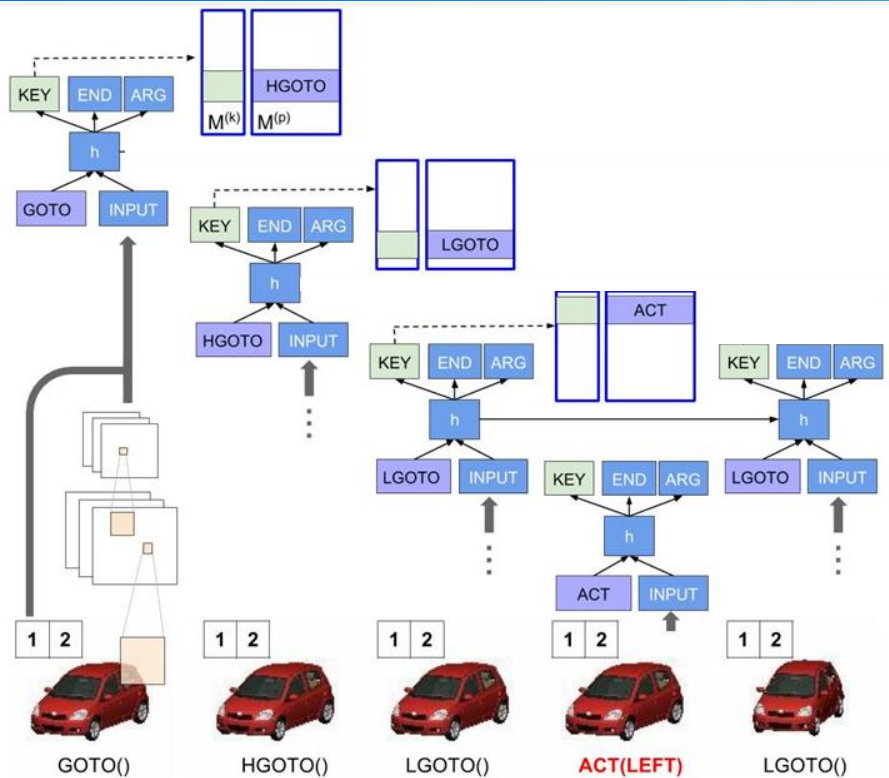 KEY END ARG
HGOTO
M(k) M(p)
h
GOTO INPUT
KEY END ARG
LGOTO
h
HGOTO INPUT
KEY END ARG
ACT
h
LGOTO INPUT
KEY END ARG
h
ACT INPUT
KEY END ARG
h
LGOTO INPUT
1 2
1 2
1 2
1 2
1 2
GOTO()
HGOTO()
LGOTO()
ACT(LEFT)
LGOTO()